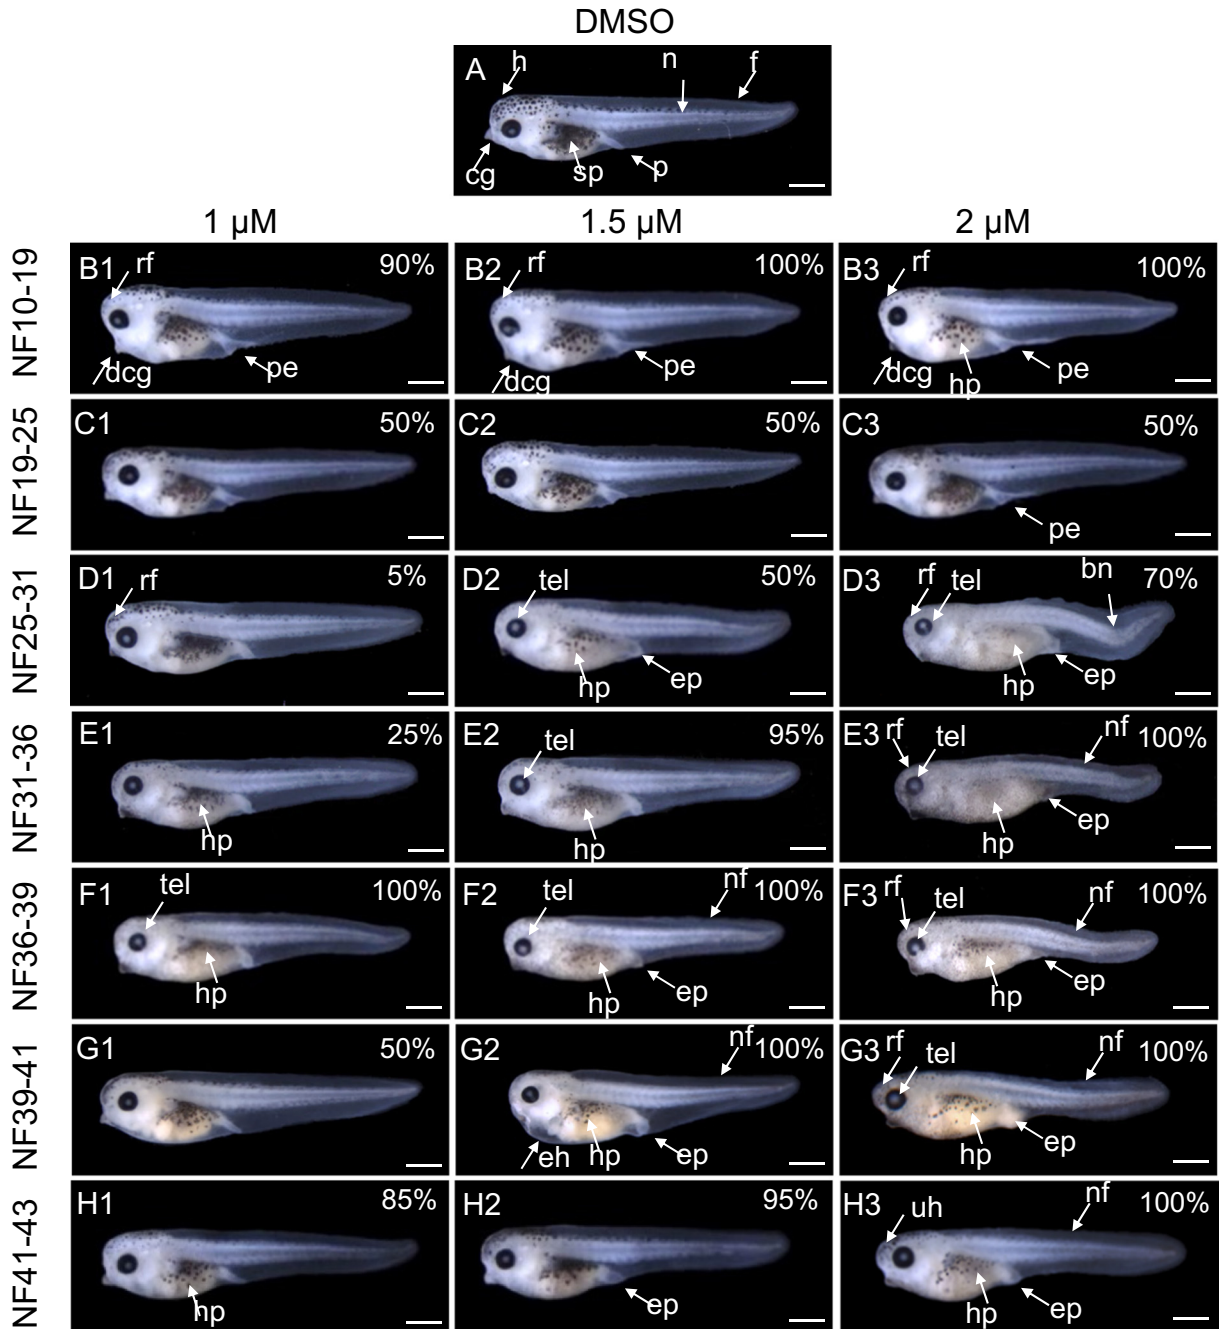 DMSO
A h n f
cg sp p
1 µM 1.5 µM 2 µM
NF10-19
B1 rf 90%
dcg pe
B2 rf 100%
dcg pe
B3 rf 100%
dcg hp pe
NF19-25
C1 50%
C2 50%
C3 50%
pe
NF25-31
D1 rf 5%
D2 tel 50%
hp ep
D3 rf tel bn 70%
hp ep
NF31-36
E1 25%
hp
E2 tel 95%
hp
E3 rf tel nf 100%
hp ep
NF36-39
F1 tel 100%
hp
F2 tel nf 100%
hp ep
F3 rf tel nf 100%
hp ep
NF39-41
G1 50%
G2 nf 100%
eh hp ep
G3 rf tel nf 100%
hp ep
NF41-43
H1 85%
hp
H2 95%
ep
H3 uh nf 100%
hp ep